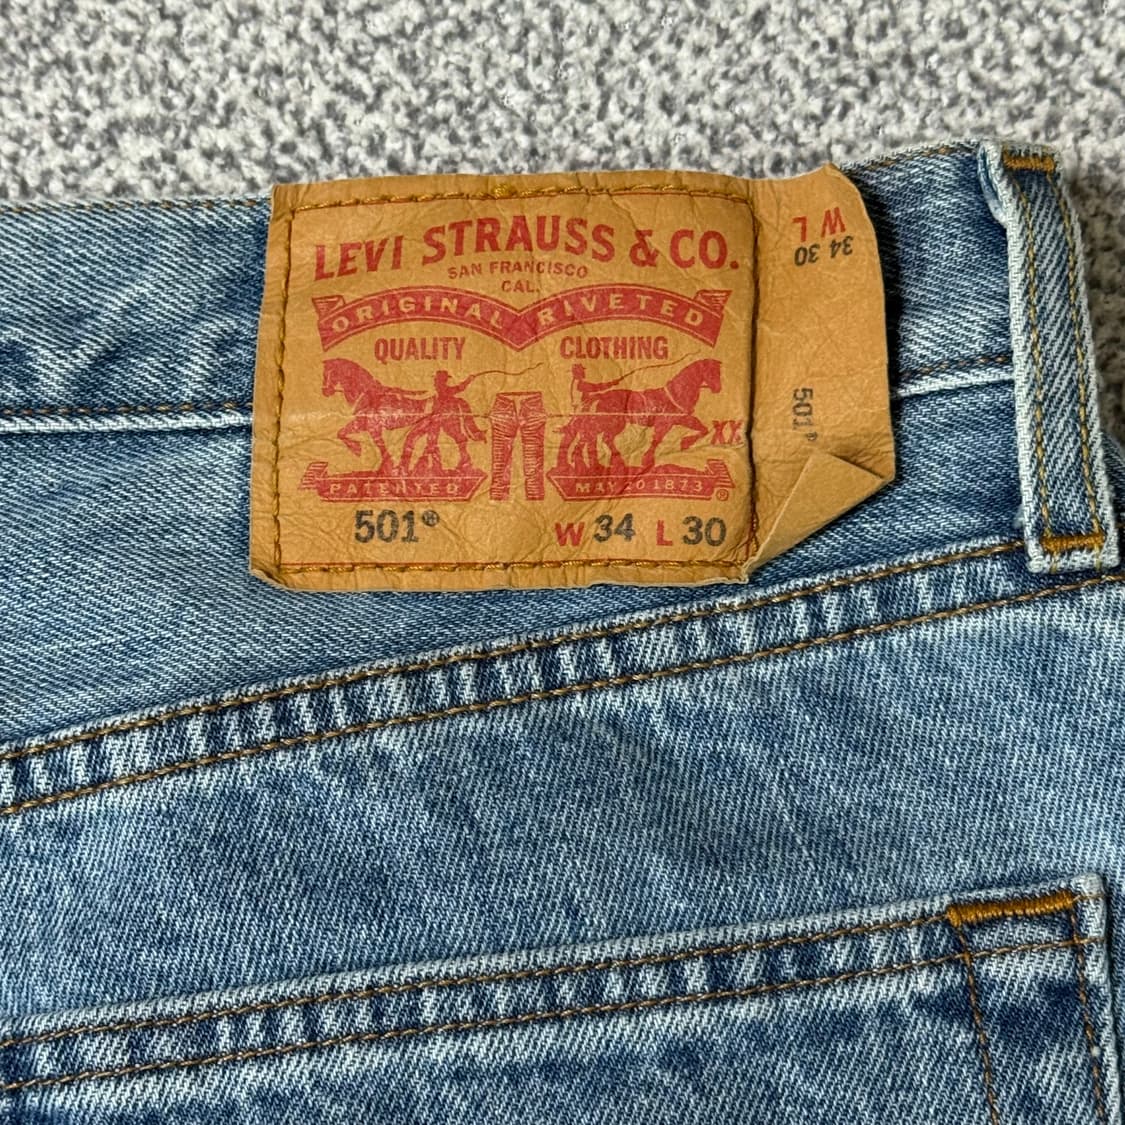 LEVI STRAUSS & CO.
SAN FRANCISCO
CAL.
ORIGINAL RIVETED
QUALITY CLOTHING
XX
PATENTED MAY 20 1873 ®
501® W 34 L 30
W L
34 30
501®